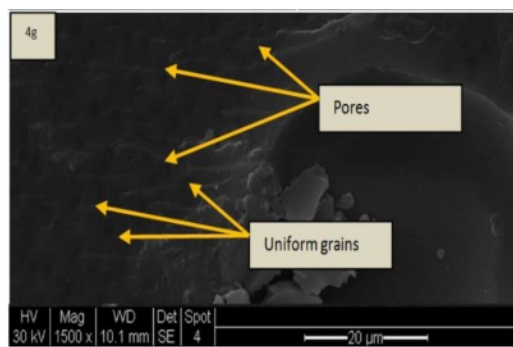 4g
Pores
Uniform grains
HV Mag WD Det Spot
30 kV 1500 x 10.1 mm SE 4 20 µm